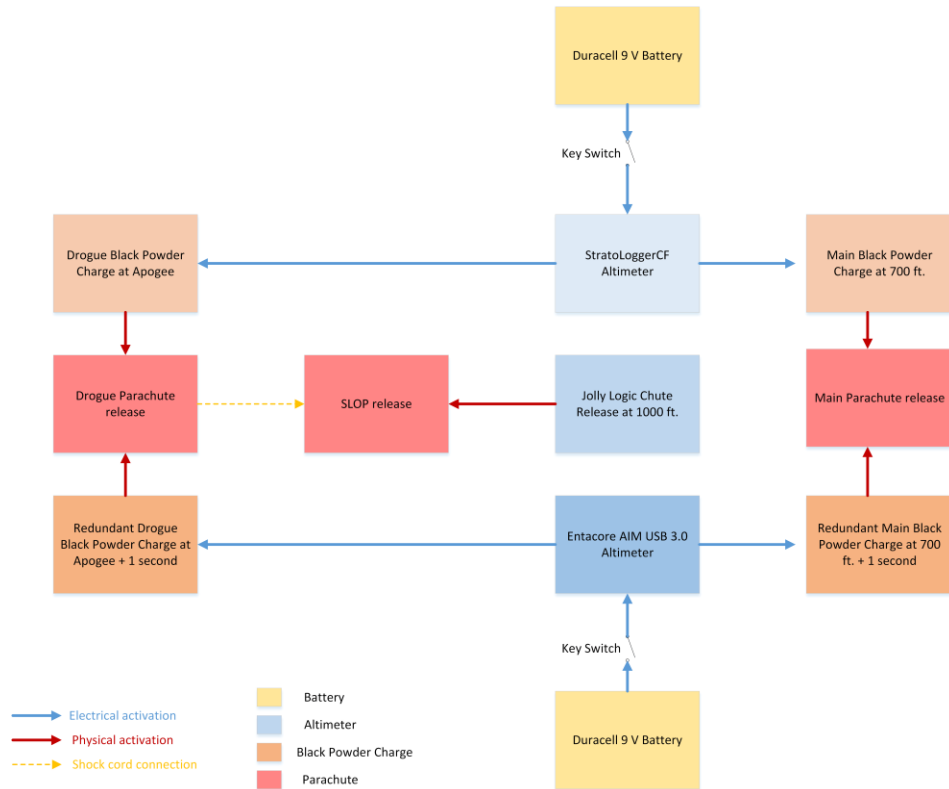 Duracell 9 V Battery
Key Switch
Drogue Black Powder
Charge at Apogee
StratoLoggerCF
Altimeter
Main Black Powder
Charge at 700 ft.
Drogue Parachute
release
SLOP release
Jolly Logic Chute
Release at 1000 ft.
Main Parachute release
Redundant Drogue
Black Powder Charge at
Apogee + 1 second
Entacore AIM USB 3.0
Altimeter
Redundant Main Black
Powder Charge at 700
ft. + 1 second
Key Switch
Duracell 9 V Battery
Electrical activation
Physical activation
Shock cord connection
Battery
Altimeter
Black Powder Charge
Parachute